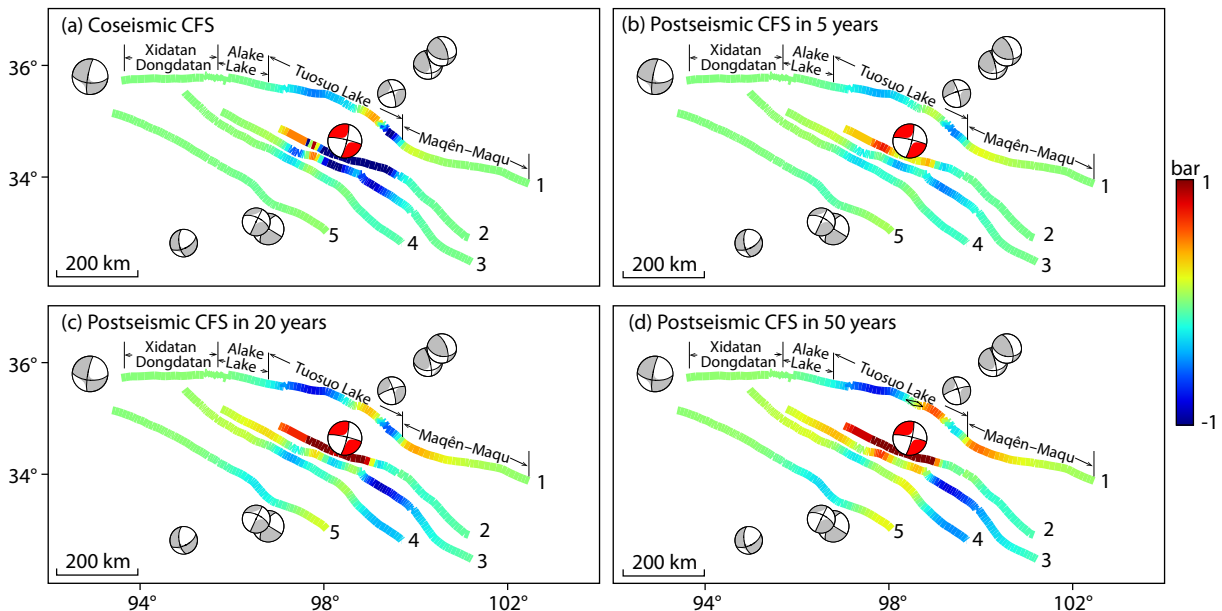 (a) Coseismic CFS
Xidatan
Dongdatan
Alake
Lake
Tuosuo Lake
Maqên−Maqu
1
2
3
4
5
200 km
36°
34°
(b) Postseismic CFS in 5 years
Xidatan
Dongdatan
Alake
Lake
Tuosuo Lake
Maqên−Maqu
1
2
3
4
5
200 km
bar
1
-1
(c) Postseismic CFS in 20 years
Xidatan
Dongdatan
Alake
Lake
Tuosuo Lake
Maqên−Maqu
1
2
3
4
5
200 km
36°
34°
94°
98°
102°
(d) Postseismic CFS in 50 years
Xidatan
Dongdatan
Alake
Lake
Tuosuo Lake
Maqên−Maqu
1
2
3
4
5
200 km
94°
98°
102°